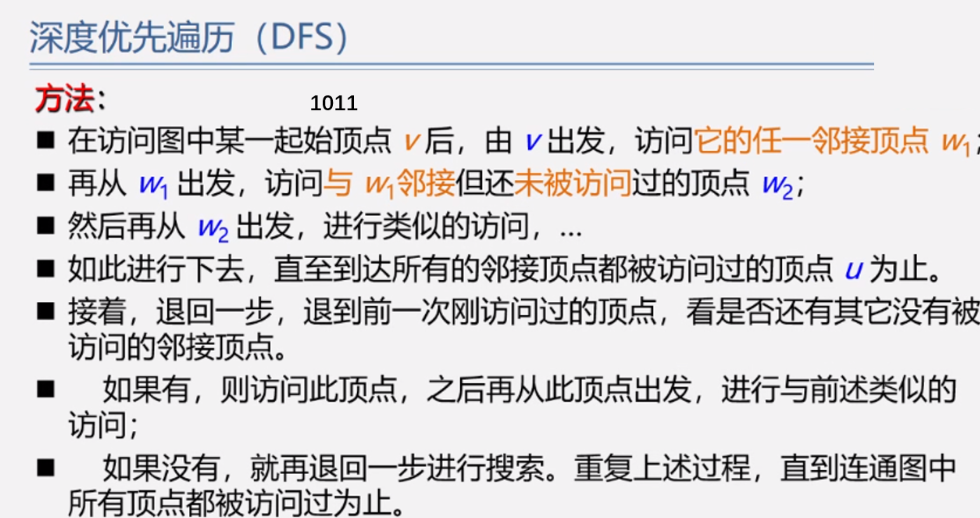 深度优先遍历（DFS）
方法：
1011
■ 在访问图中某一起始顶点 v 后，由 v 出发，访问它的任一邻接顶点 w1；
■ 再从 w1 出发，访问与 w1邻接但还未被访问过的顶点 w2；
■ 然后再从 w2 出发，进行类似的访问，…
■ 如此进行下去，直至到达所有的邻接顶点都被访问过的顶点 u 为止。
■ 接着，退回一步，退到前一次刚访问过的顶点，看是否还有其它没有被
访问的邻接顶点。
■ 如果有，则访问此顶点，之后再从此顶点出发，进行与前述类似的
访问；
■ 如果没有，就再退回一步进行搜索。重复上述过程，直到连通图中
所有顶点都被访问过为止。